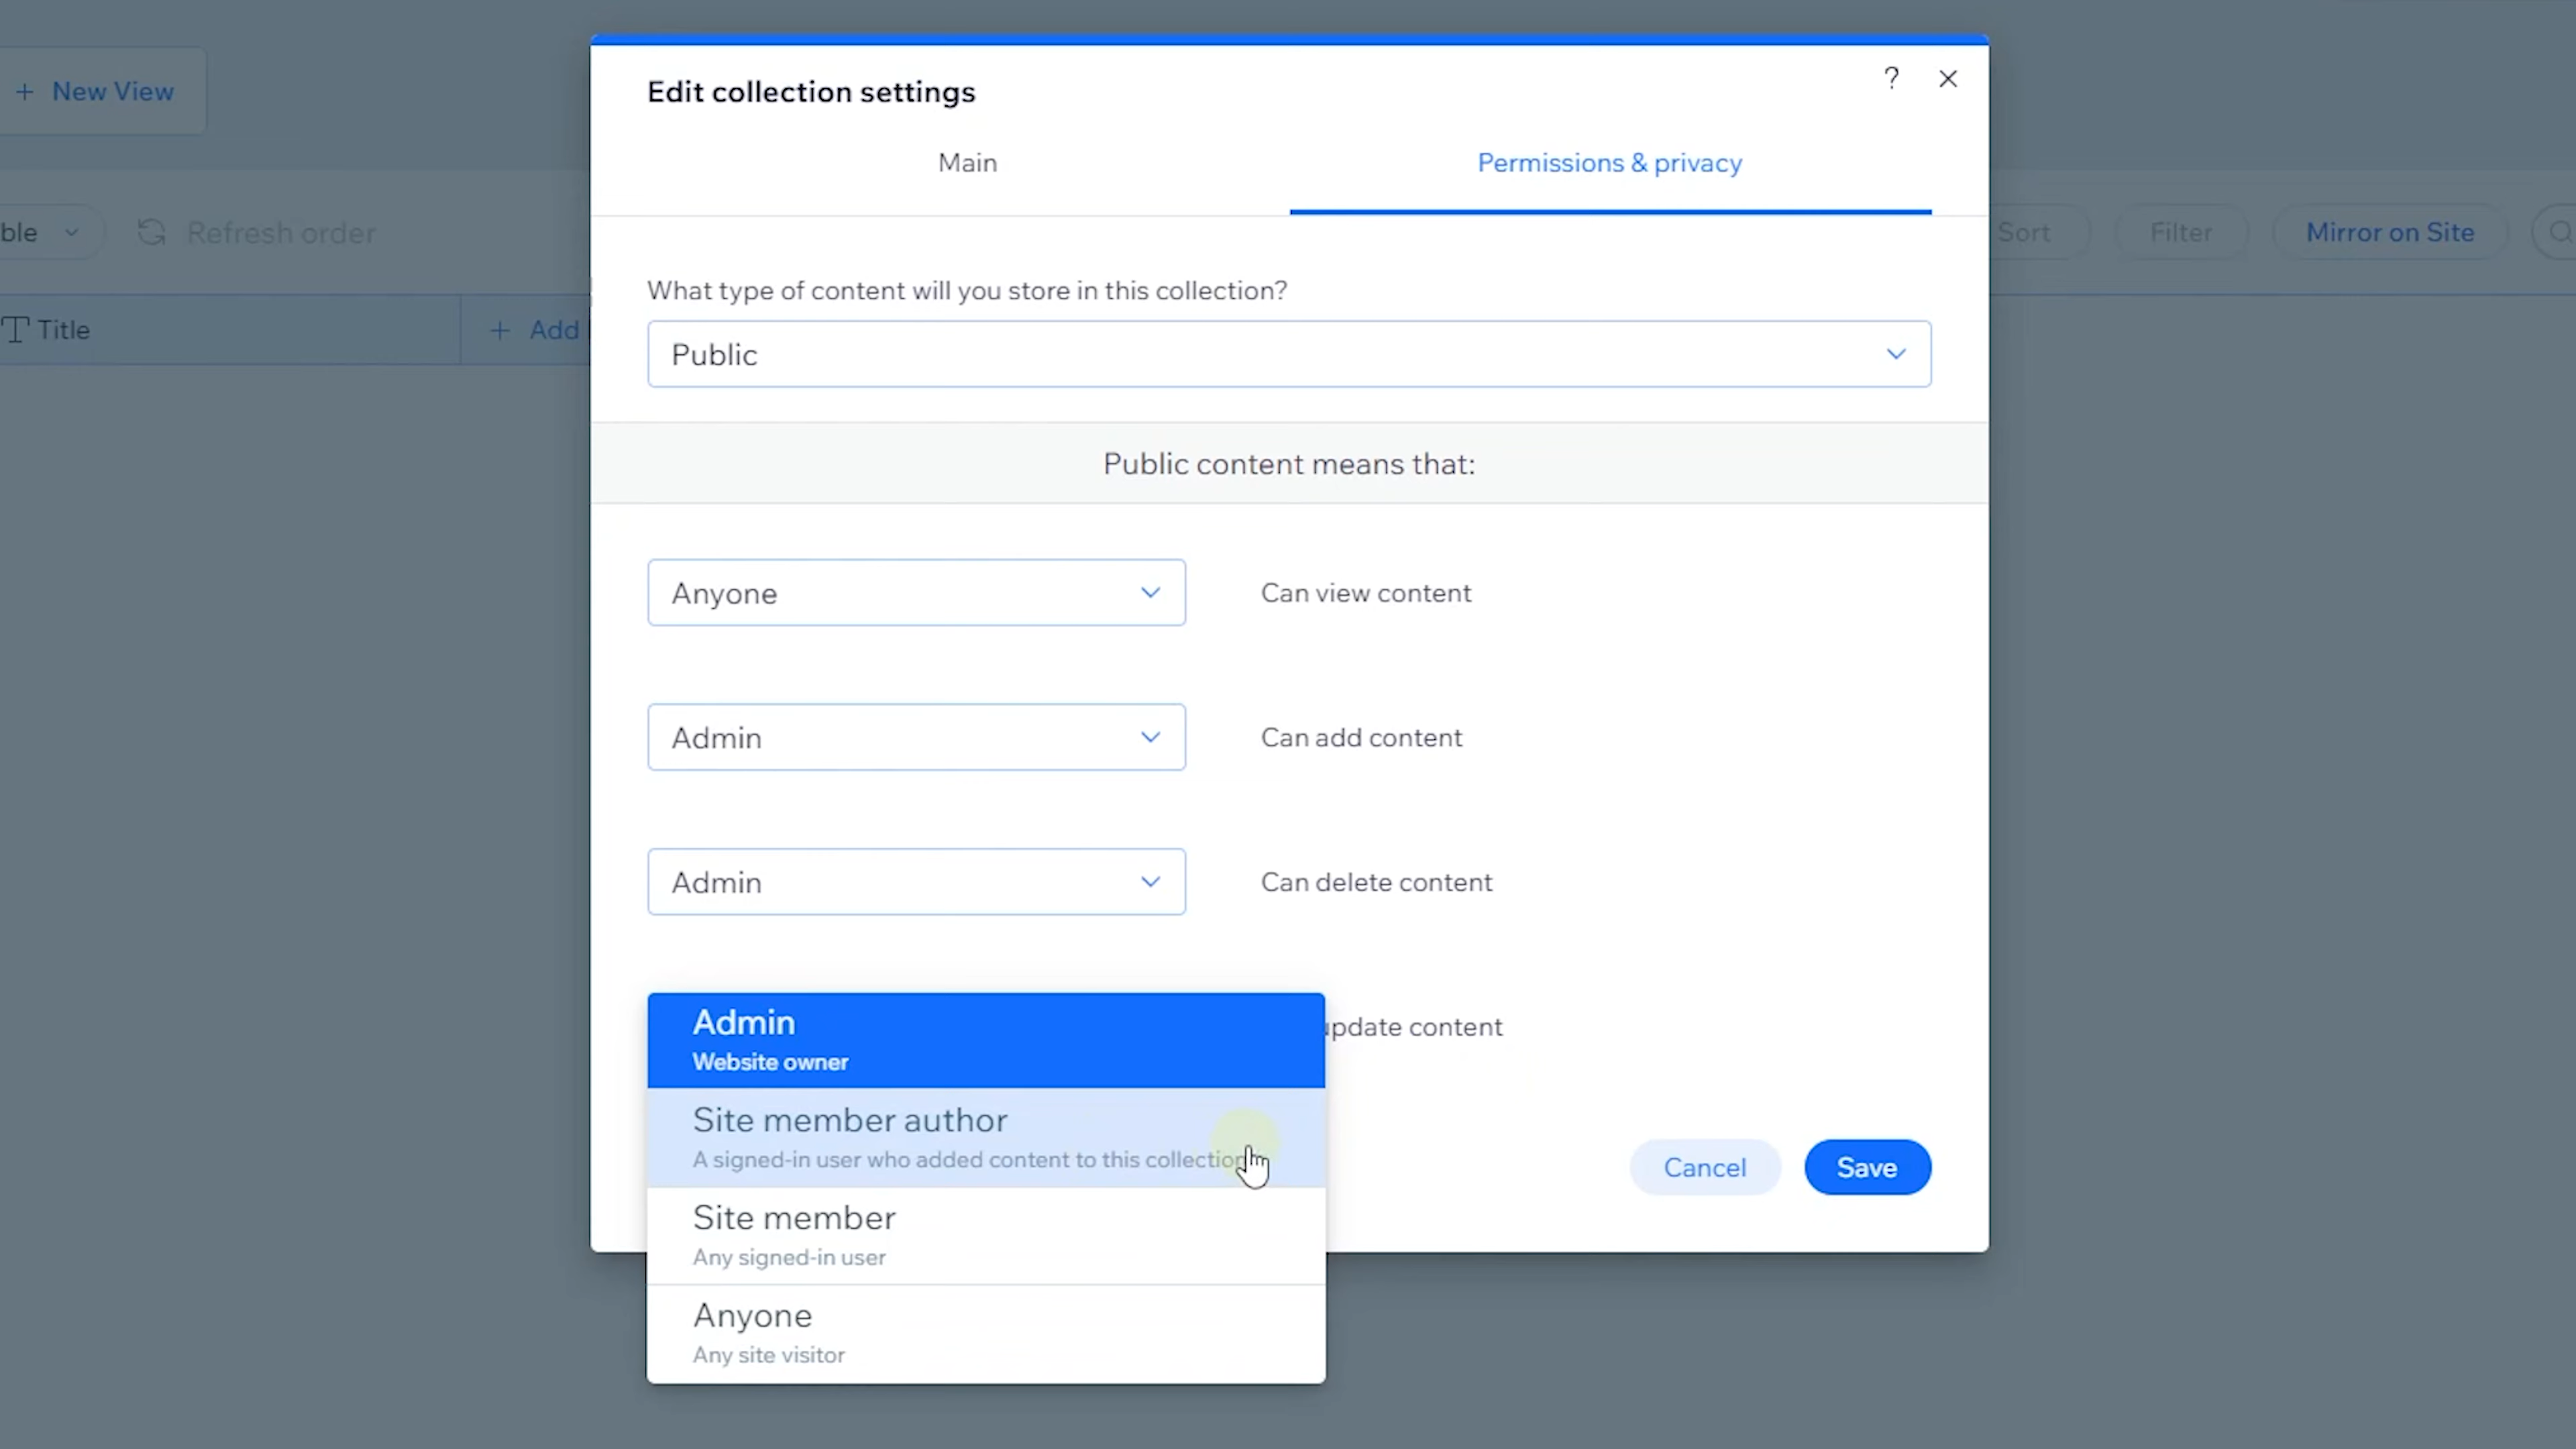 Edit collection settings
?
+ New View
Main
Permissions & privacy
ble
Refresh order
Sort
Filter
Mirror on Site
What type of content will you store in this collection?
Title
+ Add
Public
Public content means that:
Anyone
Can view content
Admin
Can add content
Admin
Can delete content
Admin
Website owner
update content
Site member author
A signed-in user who added content to this collection
Cancel
Save
Site member
Any signed-in user
Anyone
Any site visitor